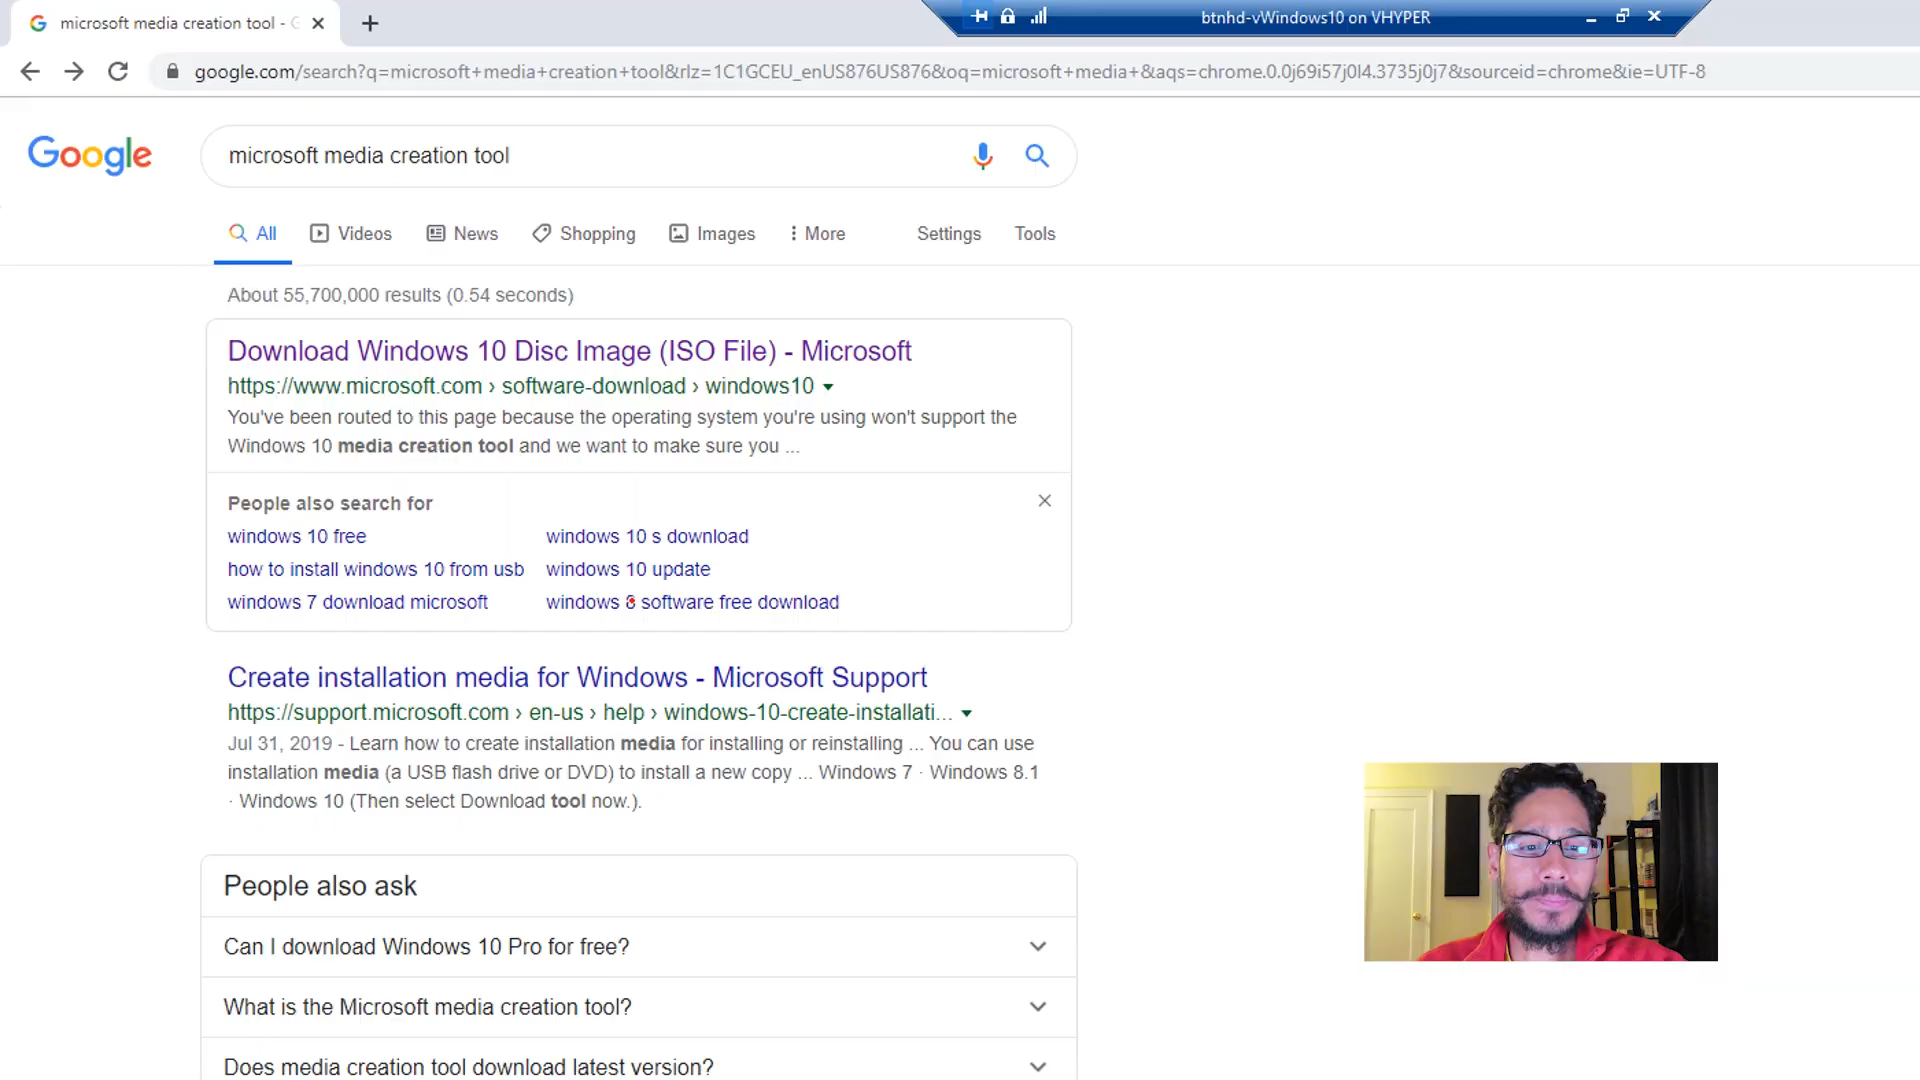 microsoft media creation tool - G
btnhd-vWindows10 on VHYPER
google.com/search?q=microsoft+media+creation+tool&rlz=1C1GCEU_enUS876US876&oq=microsoft+media+&aqs=chrome.0.0j69i57j0l4.3735j0j7&sourceid=chrome&ie=UTF-8
Google
microsoft media creation tool
All Videos News Shopping Images More Settings Tools
About 55,700,000 results (0.54 seconds)
Download Windows 10 Disc Image (ISO File) - Microsoft
https://www.microsoft.com › software-download › windows10
You've been routed to this page because the operating system you're using won't support the
Windows 10 media creation tool and we want to make sure you ...
People also search for
windows 10 free windows 10 s download
how to install windows 10 from usb windows 10 update
windows 7 download microsoft windows 8 software free download
Create installation media for Windows - Microsoft Support
https://support.microsoft.com › en-us › help › windows-10-create-installati...
Jul 31, 2019 - Learn how to create installation media for installing or reinstalling ... You can use
installation media (a USB flash drive or DVD) to install a new copy ... Windows 7 · Windows 8.1
· Windows 10 (Then select Download tool now.).
People also ask
Can I download Windows 10 Pro for free?
What is the Microsoft media creation tool?
Does media creation tool download latest version?